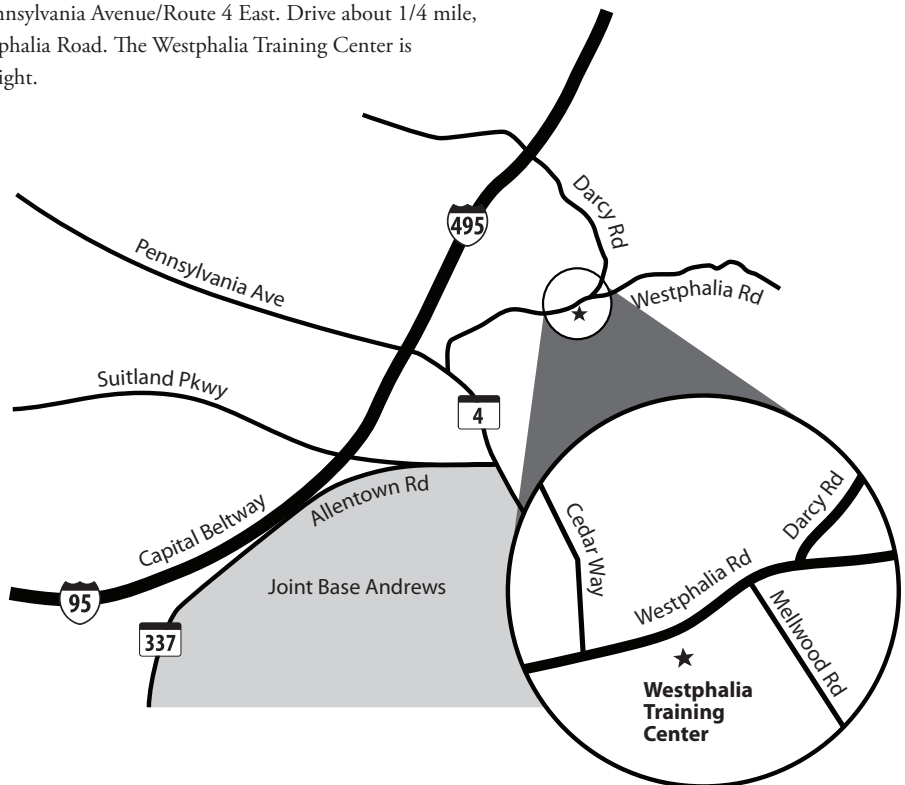 nnsylvania Avenue/Route 4 East. Drive about 1/4 mile,
phalia Road. The Westphalia Training Center is
ight.
Darcy Rd
495
Pennsylvania Ave
Westphalia Rd
Suitland Pkwy
4
Allentown Rd
Capital Beltway
Darcy Rd
Cedar Way
Westphalia Rd
Joint Base Andrews
95
Mellwood Rd
337
Westphalia
Training
Center